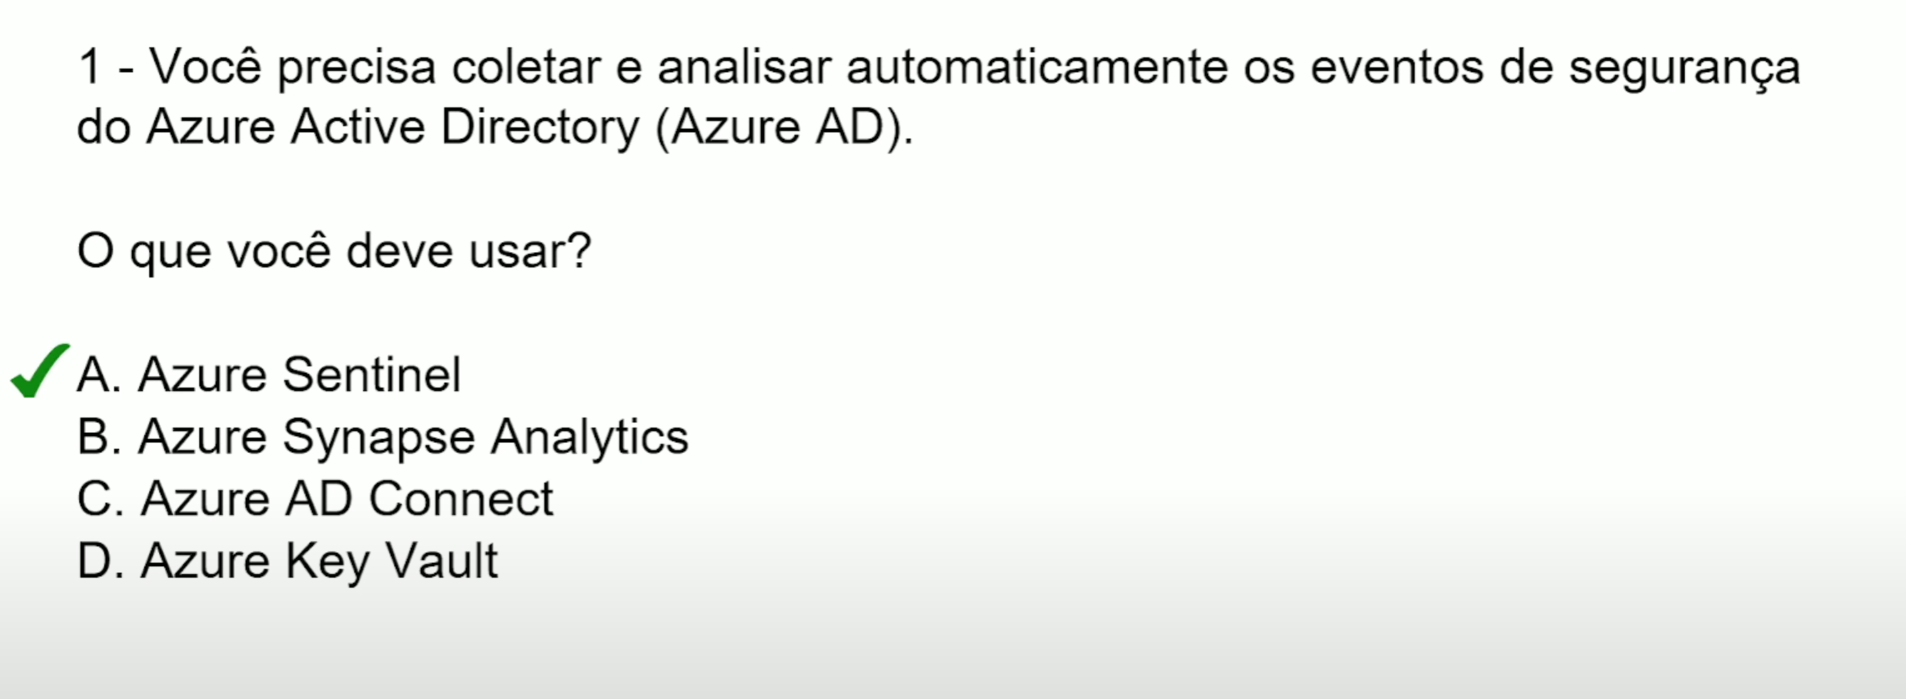 1 - Você precisa coletar e analisar automaticamente os eventos de segurança
do Azure Active Directory (Azure AD).
O que você deve usar?
A. Azure Sentinel
B. Azure Synapse Analytics
C. Azure AD Connect
D. Azure Key Vault